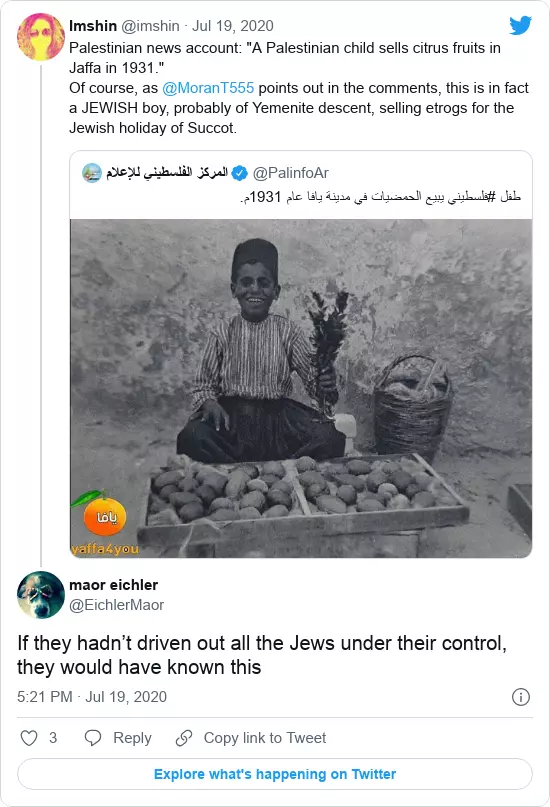 Imshin @imshin · Jul 19, 2020
Palestinian news account: "A Palestinian child sells citrus fruits in
Jaffa in 1931."
Of course, as @MoranT555 points out in the comments, this is in fact
a JEWISH boy, probably of Yemenite descent, selling etrogs for the
Jewish holiday of Succot.
المركز الفلسطيني للإعلام @PalinfoAr
طفل #فلسطيني يبيع الحمضيات في مدينة يافا عام 1931م.
يافا
yaffa4you
maor eichler
@EichlerMaor
If they hadn’t driven out all the Jews under their control,
they would have known this
5:21 PM · Jul 19, 2020
3 Reply Copy link to Tweet
Explore what's happening on Twitter